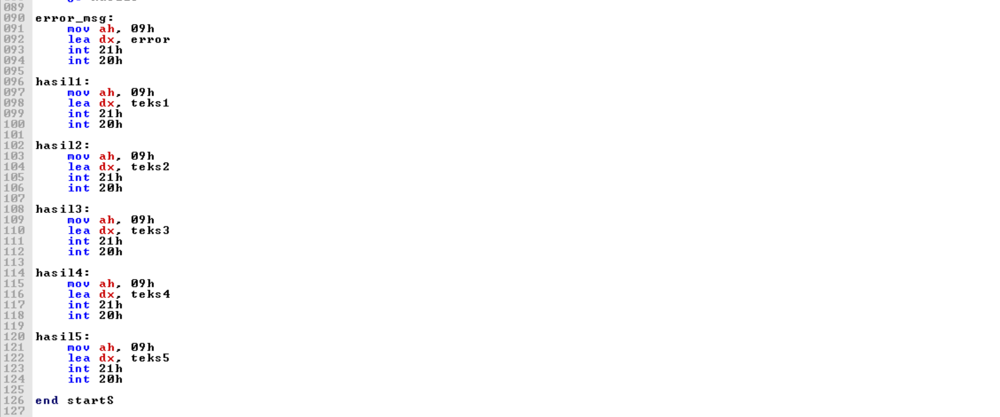 089
090 error_msg:
091 mov ah, 09h
092 lea dx, error
093 int 21h
094 int 20h
095
096 hasil1:
097 mov ah, 09h
098 lea dx, teks1
099 int 21h
100 int 20h
101
102 hasil2:
103 mov ah, 09h
104 lea dx, teks2
105 int 21h
106 int 20h
107
108 hasil3:
109 mov ah, 09h
110 lea dx, teks3
111 int 21h
112 int 20h
113
114 hasil4:
115 mov ah, 09h
116 lea dx, teks4
117 int 21h
118 int 20h
119
120 hasil5:
121 mov ah, 09h
122 lea dx, teks5
123 int 21h
124 int 20h
125
126 end startS
127